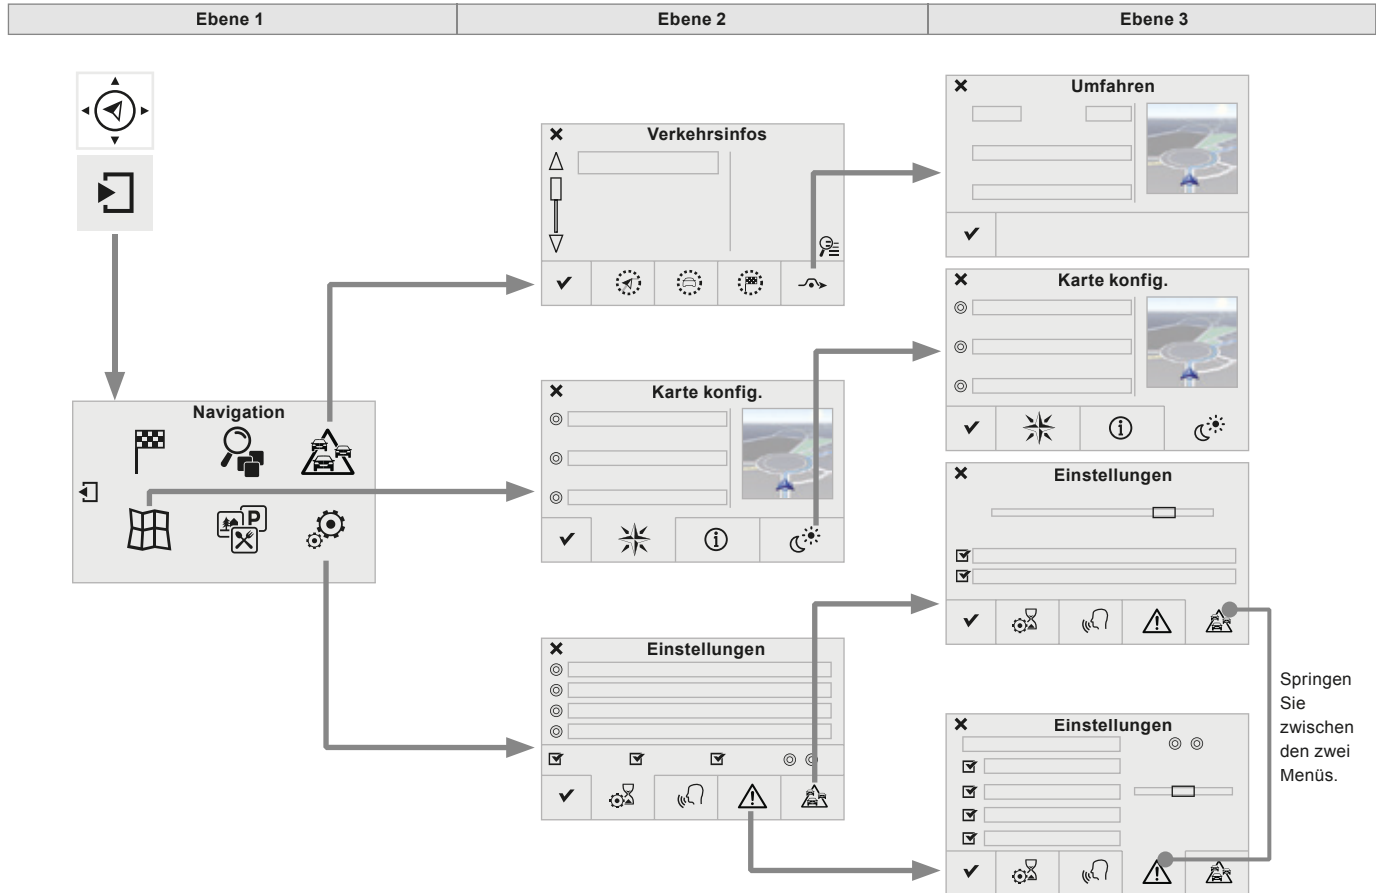 Ebene 1
Ebene 2
Ebene 3
Umfahren
Verkehrsinfos
Karte konfig.
Karte konfig.
Navigation
P
Einstellungen
Einstellungen
Einstellungen
Springen
Sie
zwischen
den zwei
Menüs.